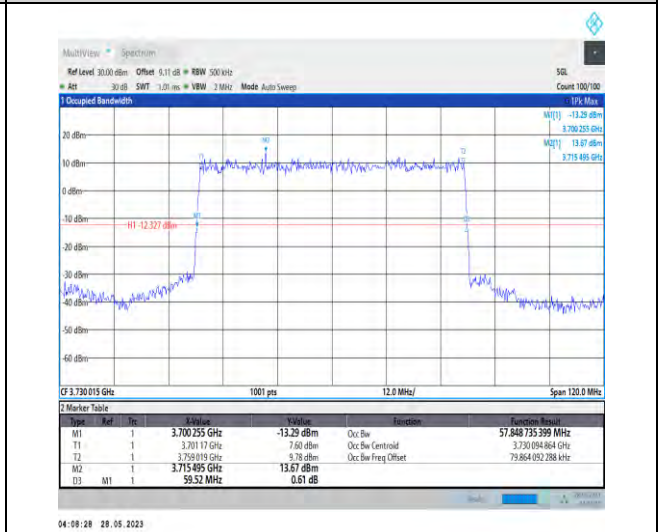 MultiView Spectrum
Ref Level 30.00 dBm Offset 9.11 dB RBW 500 kHz SGL
Att 30 dB SWT 1.01 ms VBW 2 MHz Mode Auto Sweep Count 100/100
1 Occupied Bandwidth 1Pk Max
M1[1] -13.29 dBm
3.700 255 GHz
M2[1] 13.67 dBm
3.715 495 GHz
20 dBm
M2
T1 T2
10 dBm
0 dBm
-10 dBm
M1
H1 -12.327 dBm
-20 dBm
-30 dBm
-40 dBm
-50 dBm
-60 dBm
CF 3.730 015 GHz 1001 pts 12.0 MHz/ Span 120.0 MHz
2 Marker Table
Type Ref Trc X-Value Y-Value Function Function Result
M1 1 3.700 255 GHz -13.29 dBm Occ Bw 57.848 735 399 MHz
T1 1 3.701 17 GHz 7.60 dBm Occ Bw Centroid 3.730 094 864 GHz
T2 1 3.759 019 GHz 9.78 dBm Occ Bw Freq Offset 79.864 092 288 kHz
M2 1 3.715 495 GHz 13.67 dBm
D3 M1 1 59.52 MHz 0.61 dB
04:08:28 28.05.2023